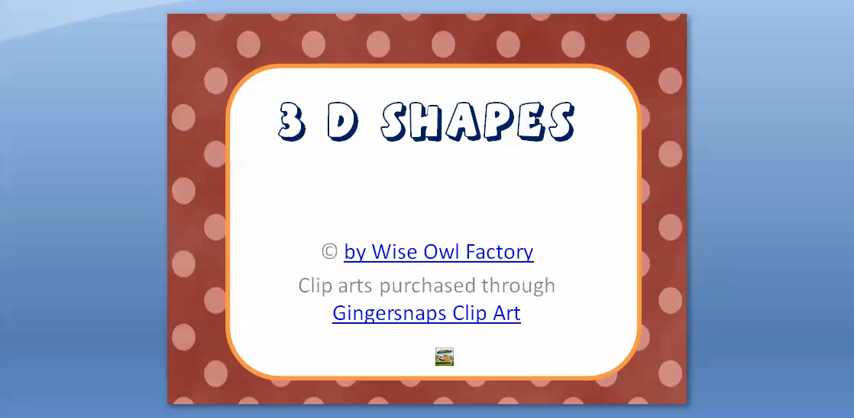 3 D SHAPES
© by Wise Owl Factory
Clip arts purchased through
Gingersnaps Clip Art